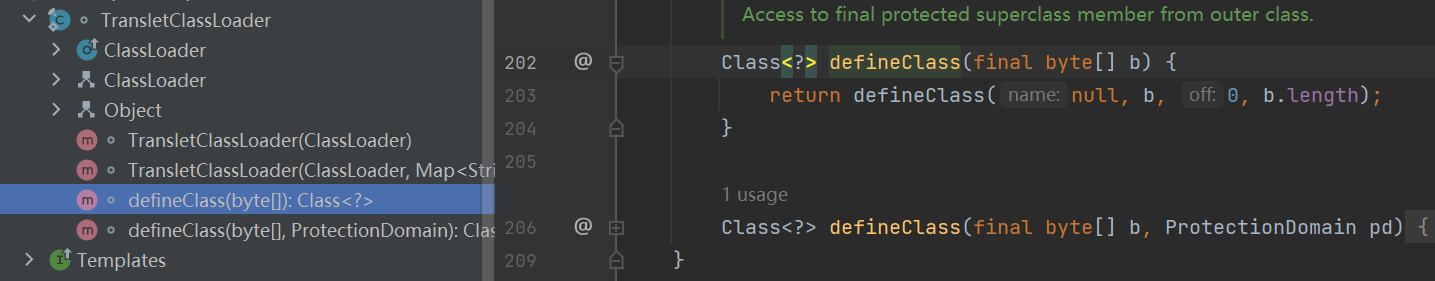 TransletClassLoader
ClassLoader
ClassLoader
Object
TransletClassLoader(ClassLoader)
TransletClassLoader(ClassLoader, Map<Stri
defineClass(byte[]): Class<?>
defineClass(byte[], ProtectionDomain): Clas
Templates
Access to final protected superclass member from outer class.
202 @ Class<?> defineClass(final byte[] b) {
203 return defineClass( name: null, b, off: 0, b.length);
204 }
205
1 usage
206 @ Class<?> defineClass(final byte[] b, ProtectionDomain pd) {
209 }